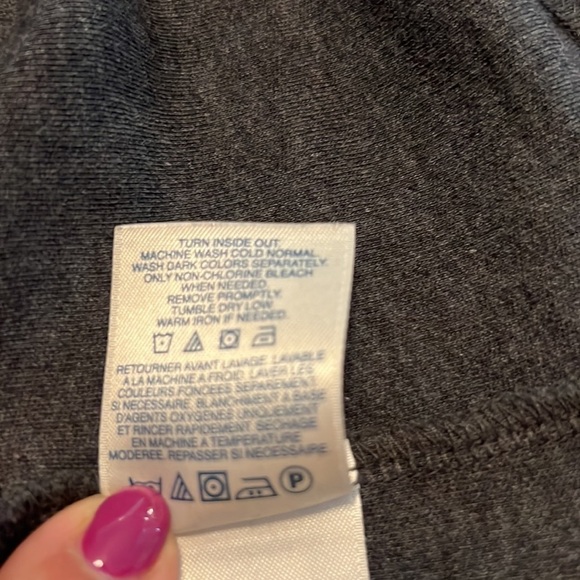 TURN INSIDE OUT.
MACHINE WASH COLD NORMAL.
WASH DARK COLORS SEPARATELY.
ONLY NON-CHLORINE BLEACH
WHEN NEEDED.
REMOVE PROMPTLY.
TUMBLE DRY LOW.
WARM IRON IF NEEDED.
RETOURNER AVANT LAVAGE. LAVABLE
A LA MACHINE A FROID. LAVER LES
COULEURS FONCEES SEPAREMENT.
SI NECESSAIRE, BLANCHIMENT A BASE
D'AGENTS OXYGENES UNIQUEMENT
ET RINCER RAPIDEMENT. SECHAGE
EN MACHINE A TEMPERATURE
MODEREE. REPASSER SI NECESSAIRE.
P